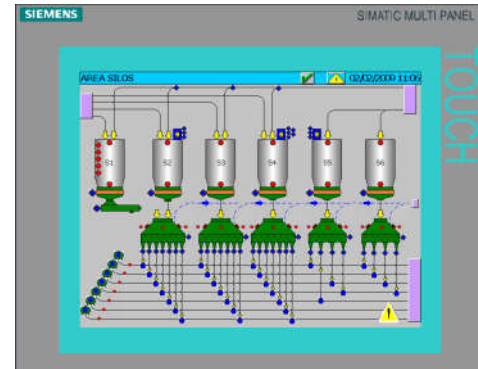 SIEMENS
SIMATIC MULTI PANEL
TOUCH
AREA SILOS
02/02/2009 11:06
S1 S2 S3 S4 S5 S6